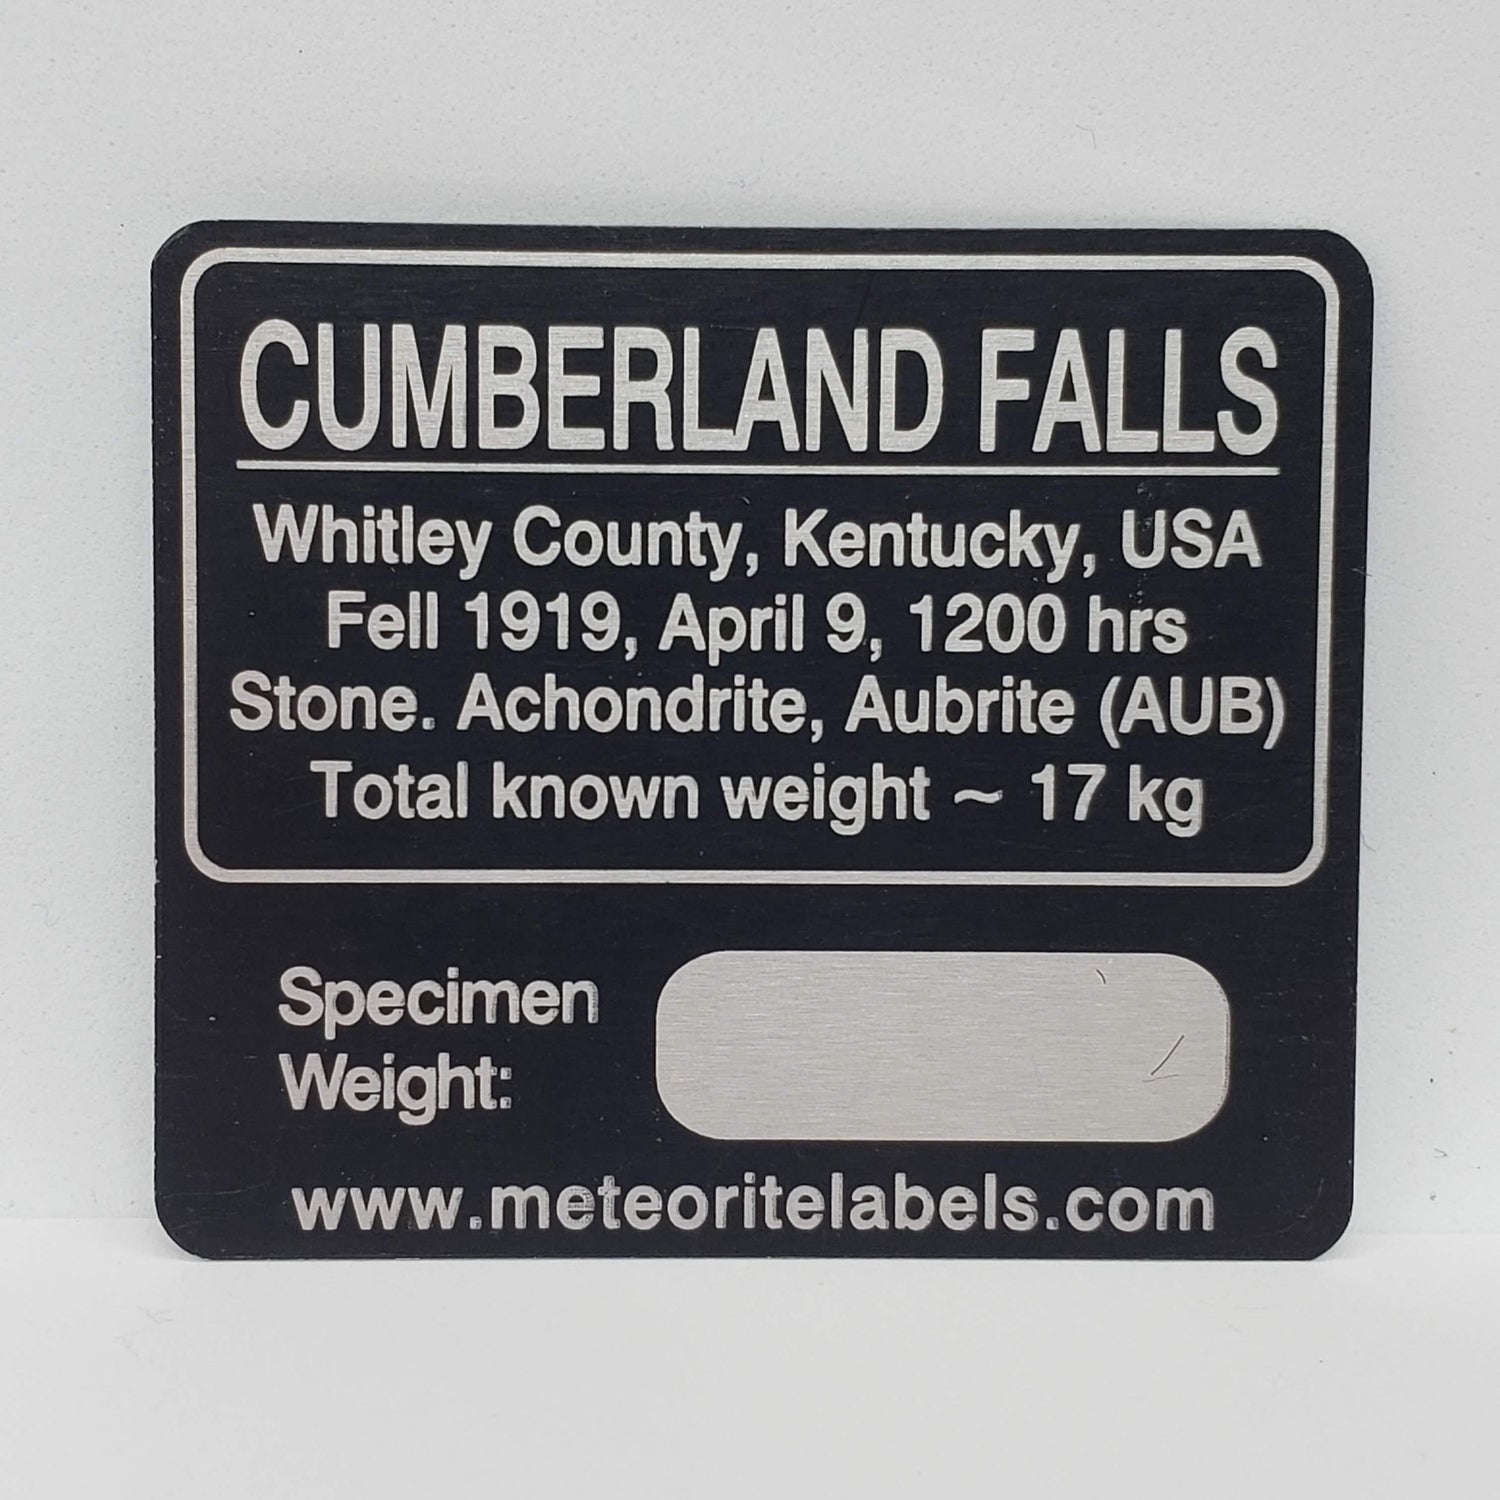 CUMBERLAND FALLS
Whitley County, Kentucky, USA
Fell 1919, April 9, 1200 hrs
Stone. Achondrite, Aubrite (AUB)
Total known weight ~ 17 kg
Specimen
Weight:
www.meteoritelabels.com